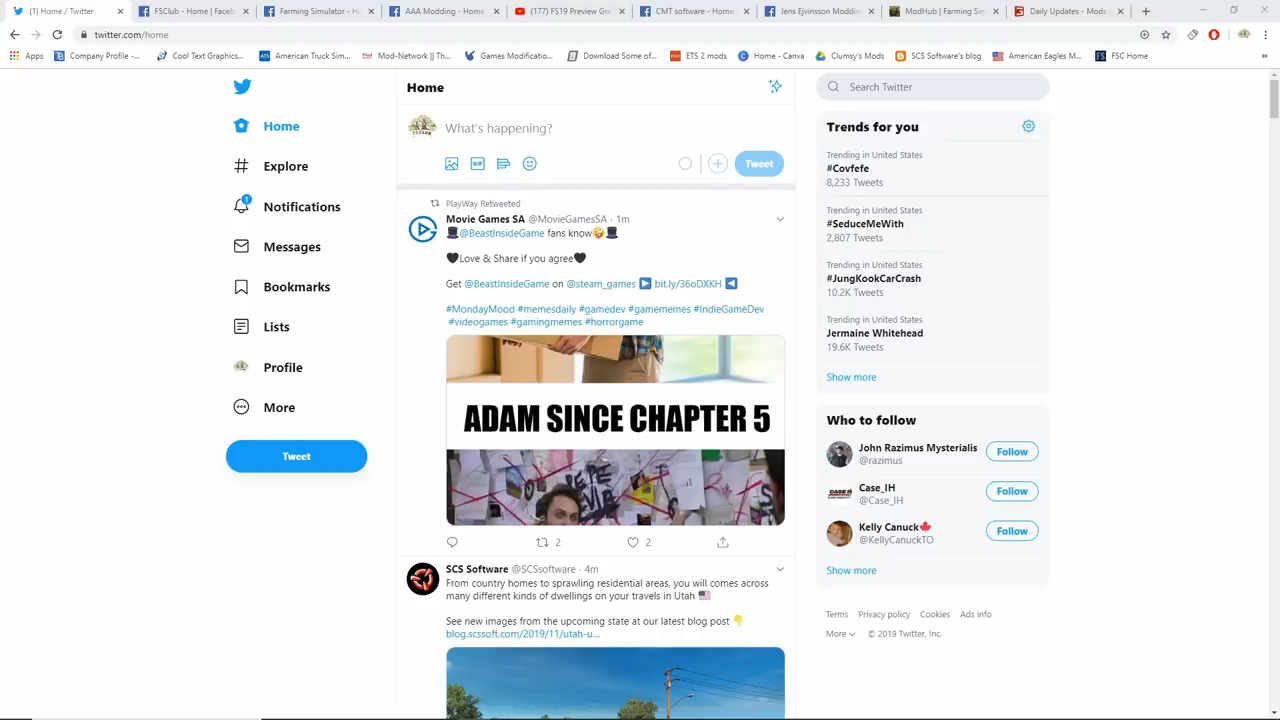 (1) Home / Twitter
FSClub - Home | Faceb
Farming Simulator - Ho
AAA Modding - Home
(177) FS19 Preview Gra
CMT software - Home
Jens Ejvinsson Moddin
ModHub | Farming Sim
Daily Updates - Mods
twitter.com/home
Apps
Company Profile -...
Cool Text Graphics...
American Truck Sim...
Mod-Network || Th...
Games Modificatio...
Download Some of...
ETS 2 mods
Home - Canva
Clumsy's Mods
SCS Software's blog
American Eagles M...
FSC Home
Home
Explore
1
Notifications
Messages
Bookmarks
Lists
Profile
More
Tweet
Home
What's happening?
GIF
Tweet
PlayWay Retweeted
Movie Games SA @MovieGamesSA · 1m
🎩@BeastInsideGame fans know🤪🎩
🖤Love & Share if you agree🖤
Get @BeastInsideGame on @steam_games ▶️ bit.ly/36oDXKH ◀️
#MondayMood #memesdaily #gamedev #gamememes #IndieGameDev
#videogames #gamingmemes #horrorgame
ADAM SINCE CHAPTER 5
2
2
SCS Software @SCSsoftware · 4m
From country homes to sprawling residential areas, you will comes across
many different kinds of dwellings on your travels in Utah 🇺🇸
See new images from the upcoming state at our latest blog post 👇
blog.scssoft.com/2019/11/utah-u...
Search Twitter
Trends for you
Trending in United States
#Covfefe
8,233 Tweets
Trending in United States
#SeduceMeWith
2,807 Tweets
Trending in United States
#JungKookCarCrash
10.2K Tweets
Trending in United States
Jermaine Whitehead
19.6K Tweets
Show more
Who to follow
John Razimus Mysterialis
@razimus
Follow
Case_IH
@Case_IH
Follow
Kelly Canuck🍁
@KellyCanuckTO
Follow
Show more
Terms Privacy policy Cookies Ads info
More © 2019 Twitter, Inc.